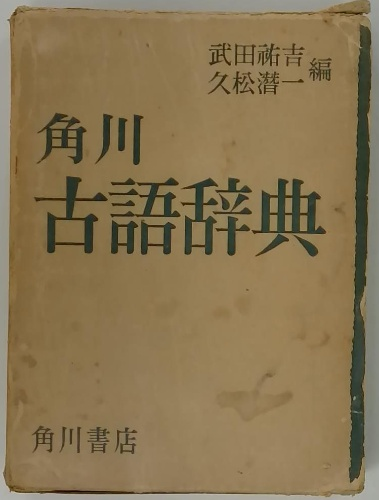 武田祐吉
久松潜一 編
角川
古語辞典
角川書店